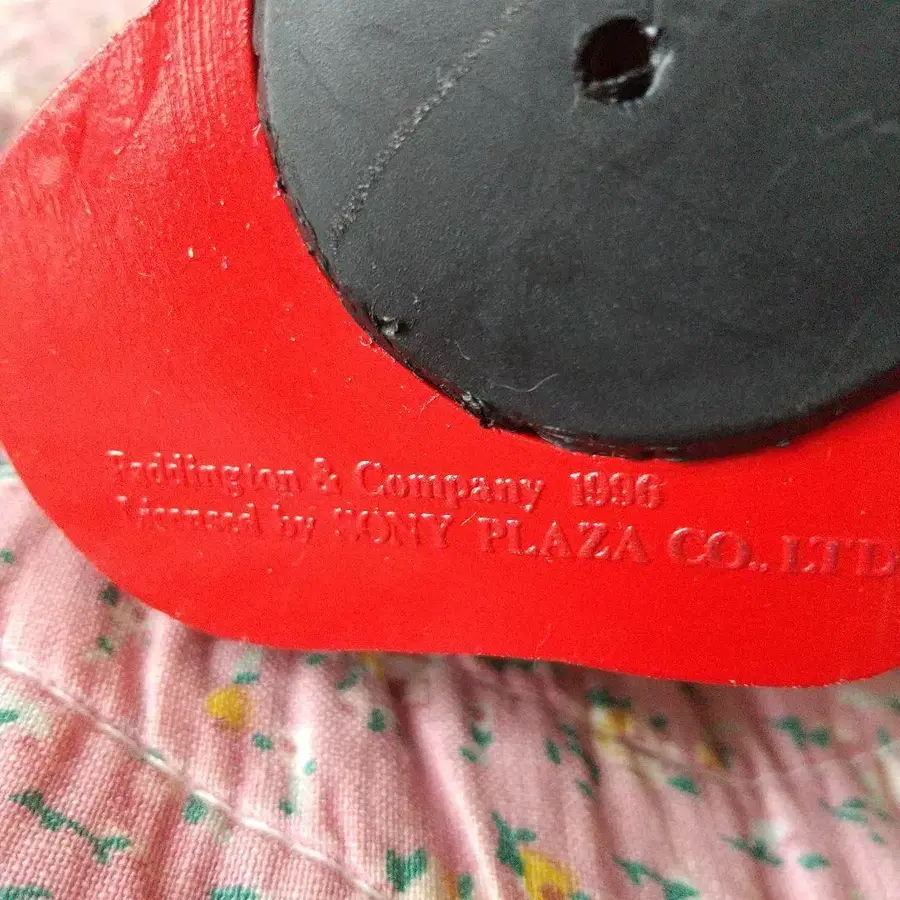 Paddington & Company 1996
Licensed by SONY PLAZA CO., LTD